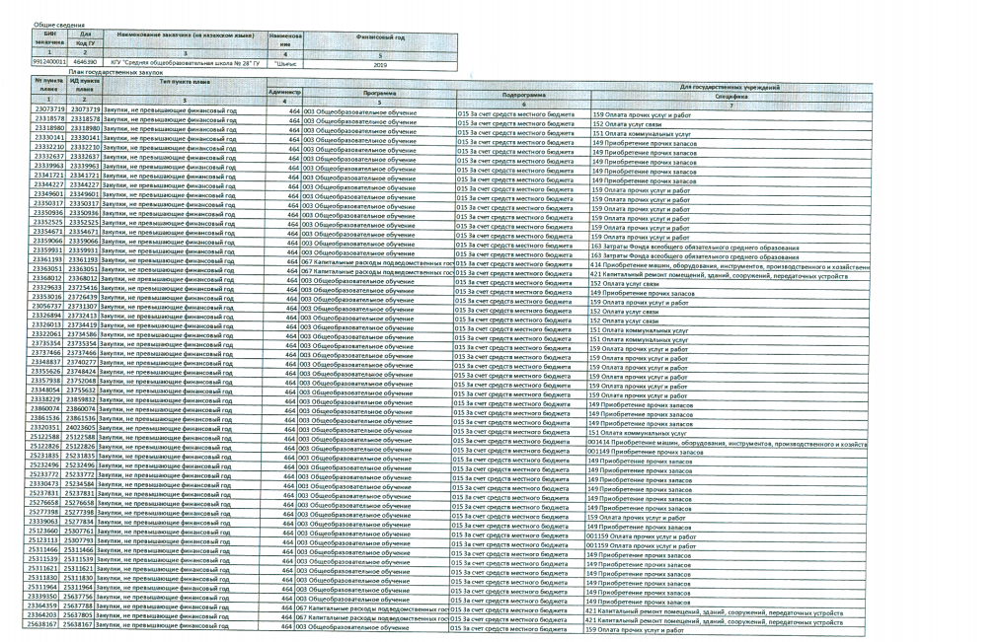 Общие сведения
БИН заказчика | Для Код ГУ | Наименование заказчика (на казахском языке) | Наименование | Финансовый год
1 | 2 | 3 | 4 | 5
9912400011 | 4646390 | КГУ "Средняя общеобразовательная школа № 28" ГУ | "Шығыс | 2019
План государственных закупок
№ пункта плана | ИД пункта плана | Тип пункта плана | Для государственных учреждений
Администр | Программа | Подпрограмма | Специфика
1 | 2 | 3 | 4 | 5 | 6 | 7
23073719 | 23073719 | Закупки, не превышающие финансовый год | 464 | 003 Общеобразовательное обучение | 015 За счет средств местного бюджета | 159 Оплата прочих услуг и работ
23318578 | 23318578 | Закупки, не превышающие финансовый год | 464 | 003 Общеобразовательное обучение | 015 За счет средств местного бюджета | 152 Оплата услуг связи
23318980 | 23318980 | Закупки, не превышающие финансовый год | 464 | 003 Общеобразовательное обучение | 015 За счет средств местного бюджета | 151 Оплата коммунальных услуг
23330141 | 23330141 | Закупки, не превышающие финансовый год | 464 | 003 Общеобразовательное обучение | 015 За счет средств местного бюджета | 149 Приобретение прочих запасов
23332210 | 23332210 | Закупки, не превышающие финансовый год | 464 | 003 Общеобразовательное обучение | 015 За счет средств местного бюджета | 149 Приобретение прочих запасов
23332637 | 23332637 | Закупки, не превышающие финансовый год | 464 | 003 Общеобразовательное обучение | 015 За счет средств местного бюджета | 149 Приобретение прочих запасов
23339963 | 23339963 | Закупки, не превышающие финансовый год | 464 | 003 Общеобразовательное обучение | 015 За счет средств местного бюджета | 149 Приобретение прочих запасов
23341721 | 23341721 | Закупки, не превышающие финансовый год | 464 | 003 Общеобразовательное обучение | 015 За счет средств местного бюджета | 149 Приобретение прочих запасов
23344227 | 23344227 | Закупки, не превышающие финансовый год | 464 | 003 Общеобразовательное обучение | 015 За счет средств местного бюджета | 159 Оплата прочих услуг и работ
23349601 | 23349601 | Закупки, не превышающие финансовый год | 464 | 003 Общеобразовательное обучение | 015 За счет средств местного бюджета | 159 Оплата прочих услуг и работ
23350317 | 23350317 | Закупки, не превышающие финансовый год | 464 | 003 Общеобразовательное обучение | 015 За счет средств местного бюджета | 159 Оплата прочих услуг и работ
23350936 | 23350936 | Закупки, не превышающие финансовый год | 464 | 003 Общеобразовательное обучение | 015 За счет средств местного бюджета | 159 Оплата прочих услуг и работ
23352525 | 23352525 | Закупки, не превышающие финансовый год | 464 | 003 Общеобразовательное обучение | 015 За счет средств местного бюджета | 159 Оплата прочих услуг и работ
23354671 | 23354671 | Закупки, не превышающие финансовый год | 464 | 003 Общеобразовательное обучение | 015 За счет средств местного бюджета | 159 Оплата прочих услуг и работ
23359066 | 23359066 | Закупки, не превышающие финансовый год | 464 | 003 Общеобразовательное обучение | 015 За счет средств местного бюджета | 163 Затраты Фонда всеобщего обязательного среднего образования
23359931 | 23359931 | Закупки, не превышающие финансовый год | 464 | 003 Общеобразовательное обучение | 015 За счет средств местного бюджета | 163 Затраты Фонда всеобщего обязательного среднего образования
23361193 | 23361193 | Закупки, не превышающие финансовый год | 464 | 067 Капитальные расходы подведомственных гос | 015 За счет средств местного бюджета | 414 Приобретение машин, оборудования, инструментов, производственного и хозяйственн
23363051 | 23363051 | Закупки, не превышающие финансовый год | 464 | 067 Капитальные расходы подведомственных гос | 015 За счет средств местного бюджета | 421 Капитальный ремонт помещений, зданий, сооружений, передаточных устройств
23368012 | 23368012 | Закупки, не превышающие финансовый год | 464 | 003 Общеобразовательное обучение | 015 За счет средств местного бюджета | 152 Оплата услуг связи
23329633 | 23725416 | Закупки, не превышающие финансовый год | 464 | 003 Общеобразовательное обучение | 015 За счет средств местного бюджета | 149 Приобретение прочих запасов
23353016 | 23726439 | Закупки, не превышающие финансовый год | 464 | 003 Общеобразовательное обучение | 015 За счет средств местного бюджета | 159 Оплата прочих услуг и работ
23056737 | 23731307 | Закупки, не превышающие финансовый год | 464 | 003 Общеобразовательное обучение | 015 За счет средств местного бюджета | 152 Оплата услуг связи
23326894 | 23732413 | Закупки, не превышающие финансовый год | 464 | 003 Общеобразовательное обучение | 015 За счет средств местного бюджета | 152 Оплата услуг связи
23326013 | 23734419 | Закупки, не превышающие финансовый год | 464 | 003 Общеобразовательное обучение | 015 За счет средств местного бюджета | 151 Оплата коммунальных услуг
23322061 | 23734586 | Закупки, не превышающие финансовый год | 464 | 003 Общеобразовательное обучение | 015 За счет средств местного бюджета | 151 Оплата коммунальных услуг
23735354 | 23735354 | Закупки, не превышающие финансовый год | 464 | 003 Общеобразовательное обучение | 015 За счет средств местного бюджета | 159 Оплата прочих услуг и работ
23737466 | 23737466 | Закупки, не превышающие финансовый год | 464 | 003 Общеобразовательное обучение | 015 За счет средств местного бюджета | 159 Оплата прочих услуг и работ
23348837 | 23740277 | Закупки, не превышающие финансовый год | 464 | 003 Общеобразовательное обучение | 015 За счет средств местного бюджета | 159 Оплата прочих услуг и работ
23355626 | 23748424 | Закупки, не превышающие финансовый год | 464 | 003 Общеобразовательное обучение | 015 За счет средств местного бюджета | 159 Оплата прочих услуг и работ
23357938 | 23752048 | Закупки, не превышающие финансовый год | 464 | 003 Общеобразовательное обучение | 015 За счет средств местного бюджета | 159 Оплата прочих услуг и работ
23348054 | 23755632 | Закупки, не превышающие финансовый год | 464 | 003 Общеобразовательное обучение | 015 За счет средств местного бюджета | 159 Оплата прочих услуг и работ
23338229 | 23859832 | Закупки, не превышающие финансовый год | 464 | 003 Общеобразовательное обучение | 015 За счет средств местного бюджета | 149 Приобретение прочих запасов
23860074 | 23860074 | Закупки, не превышающие финансовый год | 464 | 003 Общеобразовательное обучение | 015 За счет средств местного бюджета | 149 Приобретение прочих запасов
23861536 | 23861536 | Закупки, не превышающие финансовый год | 464 | 003 Общеобразовательное обучение | 015 За счет средств местного бюджета | 149 Приобретение прочих запасов
23320351 | 24023605 | Закупки, не превышающие финансовый год | 464 | 003 Общеобразовательное обучение | 015 За счет средств местного бюджета | 151 Оплата коммунальных услуг
25122588 | 25122588 | Закупки, не превышающие финансовый год | 464 | 003 Общеобразовательное обучение | 015 За счет средств местного бюджета | 001414 Приобретение машин, оборудования, инструментов, производственного и хозяйств
25122826 | 25122826 | Закупки, не превышающие финансовый год | 464 | 003 Общеобразовательное обучение | 015 За счет средств местного бюджета | 001149 Приобретение прочих запасов
25231835 | 25231835 | Закупки, не превышающие финансовый год | 464 | 003 Общеобразовательное обучение | 015 За счет средств местного бюджета | 149 Приобретение прочих запасов
25232496 | 25232496 | Закупки, не превышающие финансовый год | 464 | 003 Общеобразовательное обучение | 015 За счет средств местного бюджета | 149 Приобретение прочих запасов
25233772 | 25233772 | Закупки, не превышающие финансовый год | 464 | 003 Общеобразовательное обучение | 015 За счет средств местного бюджета | 149 Приобретение прочих запасов
23330473 | 25234584 | Закупки, не превышающие финансовый год | 464 | 003 Общеобразовательное обучение | 015 За счет средств местного бюджета | 149 Приобретение прочих запасов
25237831 | 25237831 | Закупки, не превышающие финансовый год | 464 | 003 Общеобразовательное обучение | 015 За счет средств местного бюджета | 149 Приобретение прочих запасов
25276658 | 25276658 | Закупки, не превышающие финансовый год | 464 | 003 Общеобразовательное обучение | 015 За счет средств местного бюджета | 149 Приобретение прочих запасов
25277398 | 25277398 | Закупки, не превышающие финансовый год | 464 | 003 Общеобразовательное обучение | 015 За счет средств местного бюджета | 159 Оплата прочих услуг и работ
23339063 | 25277834 | Закупки, не превышающие финансовый год | 464 | 003 Общеобразовательное обучение | 015 За счет средств местного бюджета | 149 Приобретение прочих запасов
25123660 | 25307761 | Закупки, не превышающие финансовый год | 464 | 003 Общеобразовательное обучение | 015 За счет средств местного бюджета | 001159 Оплата прочих услуг и работ
25123113 | 25307793 | Закупки, не превышающие финансовый год | 464 | 003 Общеобразовательное обучение | 015 За счет средств местного бюджета | 001159 Оплата прочих услуг и работ
25311466 | 25311466 | Закупки, не превышающие финансовый год | 464 | 003 Общеобразовательное обучение | 015 За счет средств местного бюджета | 149 Приобретение прочих запасов
25311539 | 25311539 | Закупки, не превышающие финансовый год | 464 | 003 Общеобразовательное обучение | 015 За счет средств местного бюджета | 149 Приобретение прочих запасов
25311621 | 25311621 | Закупки, не превышающие финансовый год | 464 | 003 Общеобразовательное обучение | 015 За счет средств местного бюджета | 149 Приобретение прочих запасов
25311830 | 25311830 | Закупки, не превышающие финансовый год | 464 | 003 Общеобразовательное обучение | 015 За счет средств местного бюджета | 149 Приобретение прочих запасов
25311964 | 25311964 | Закупки, не превышающие финансовый год | 464 | 003 Общеобразовательное обучение | 015 За счет средств местного бюджета | 149 Приобретение прочих запасов
23339350 | 25637756 | Закупки, не превышающие финансовый год | 464 | 003 Общеобразовательное обучение | 015 За счет средств местного бюджета | 149 Приобретение прочих запасов
23364359 | 25637788 | Закупки, не превышающие финансовый год | 464 | 067 Капитальные расходы подведомственных гос | 015 За счет средств местного бюджета | 421 Капитальный ремонт помещений, зданий, сооружений, передаточных устройств
23364203 | 25637805 | Закупки, не превышающие финансовый год | 464 | 067 Капитальные расходы подведомственных гос | 015 За счет средств местного бюджета | 421 Капитальный ремонт помещений, зданий, сооружений, передаточных устройств
25638167 | 25638167 | Закупки, не превышающие финансовый год | 464 | 003 Общеобразовательное обучение | 015 За счет средств местного бюджета | 159 Оплата прочих услуг и работ